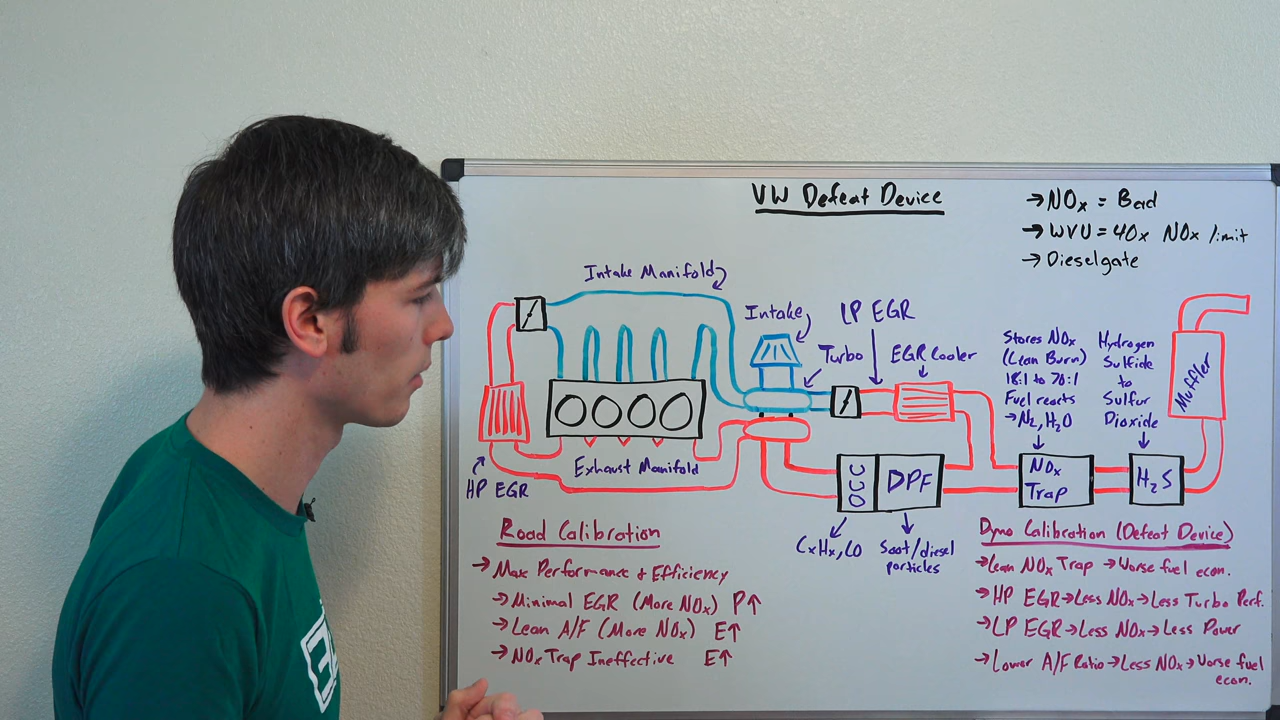 VW Defeat Device
→NOx = Bad
→WVU = 40x NOx limit
→Dieselgate
Intake Manifold
Intake
LP EGR
Turbo
EGR Cooler
Stores NOx
(Lean Burn)
18:1 to 70:1
Fuel reacts
→N2, H2O
Hydrogen
Sulfide
to
Sulfur
Dioxide
Muffler
Exhaust Manifold
HP EGR
DPF
NOx
Trap
H2S
CxHx, CO
Soot/diesel
particles
Road Calibration
→Max Performance & Efficiency
→Minimal EGR (More NOx) P↑
→Lean A/F (More NOx) E↑
→NOx Trap Ineffective E↑
Dyno Calibration (Defeat Device)
→Lean NOx Trap →Worse fuel econ.
→HP EGR→Less NOx→Less Turbo Perf.
→LP EGR→Less NOx→Less Power
→Lower A/F Ratio→Less NOx→Worse fuel
econ.